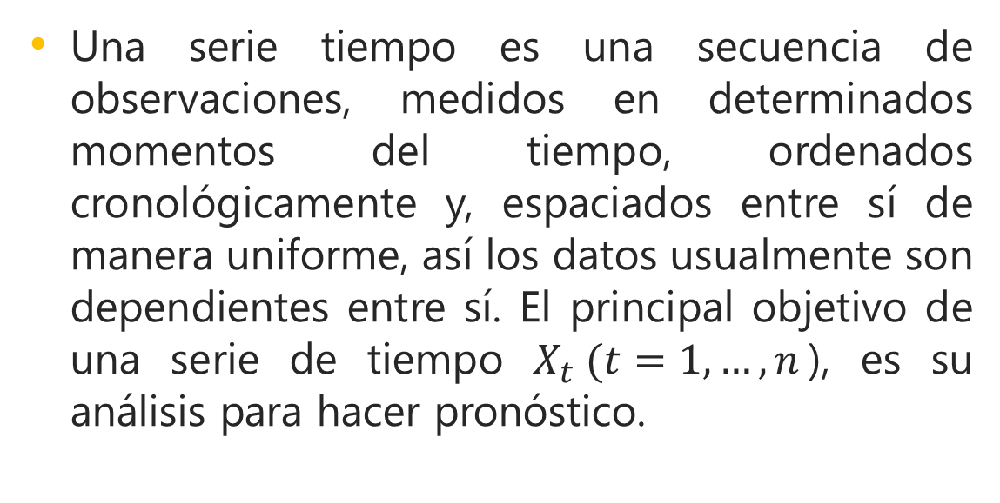 • Una serie tiempo es una secuencia de
observaciones, medidos en determinados
momentos del tiempo, ordenados
cronológicamente y, espaciados entre sí de
manera uniforme, así los datos usualmente son
dependientes entre sí. El principal objetivo de
una serie de tiempo Xₜ (t = 1, … , n ), es su
análisis para hacer pronóstico.